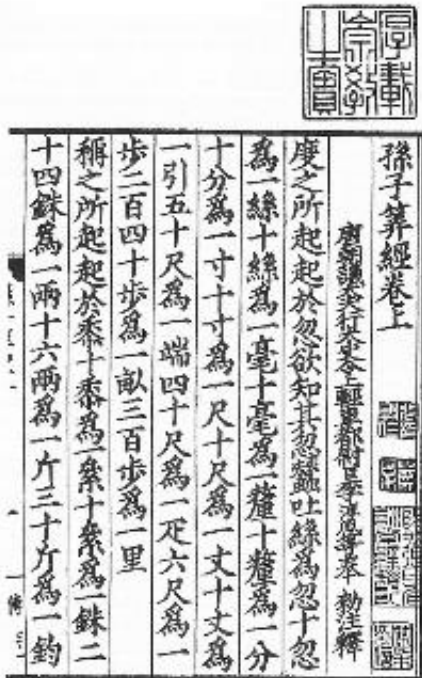 孫子筭經卷上
唐朝議大夫行太史令上輕車都尉臣李淳風等奉 勑注釋
度之所起起於忽欲知其忽蠶吐絲爲忽十忽
爲一絲十絲爲一毫十毫爲一釐十釐爲一分
十分爲一寸十寸爲一尺十尺爲一丈十丈爲
一引五十尺爲一端四十尺爲一疋六尺爲一
步二百四十步爲一畝三百步爲一里
稱之所起起於黍十黍爲一絫十絫爲一銖二
十四銖爲一兩十六兩爲一斤三十斤爲一鈞